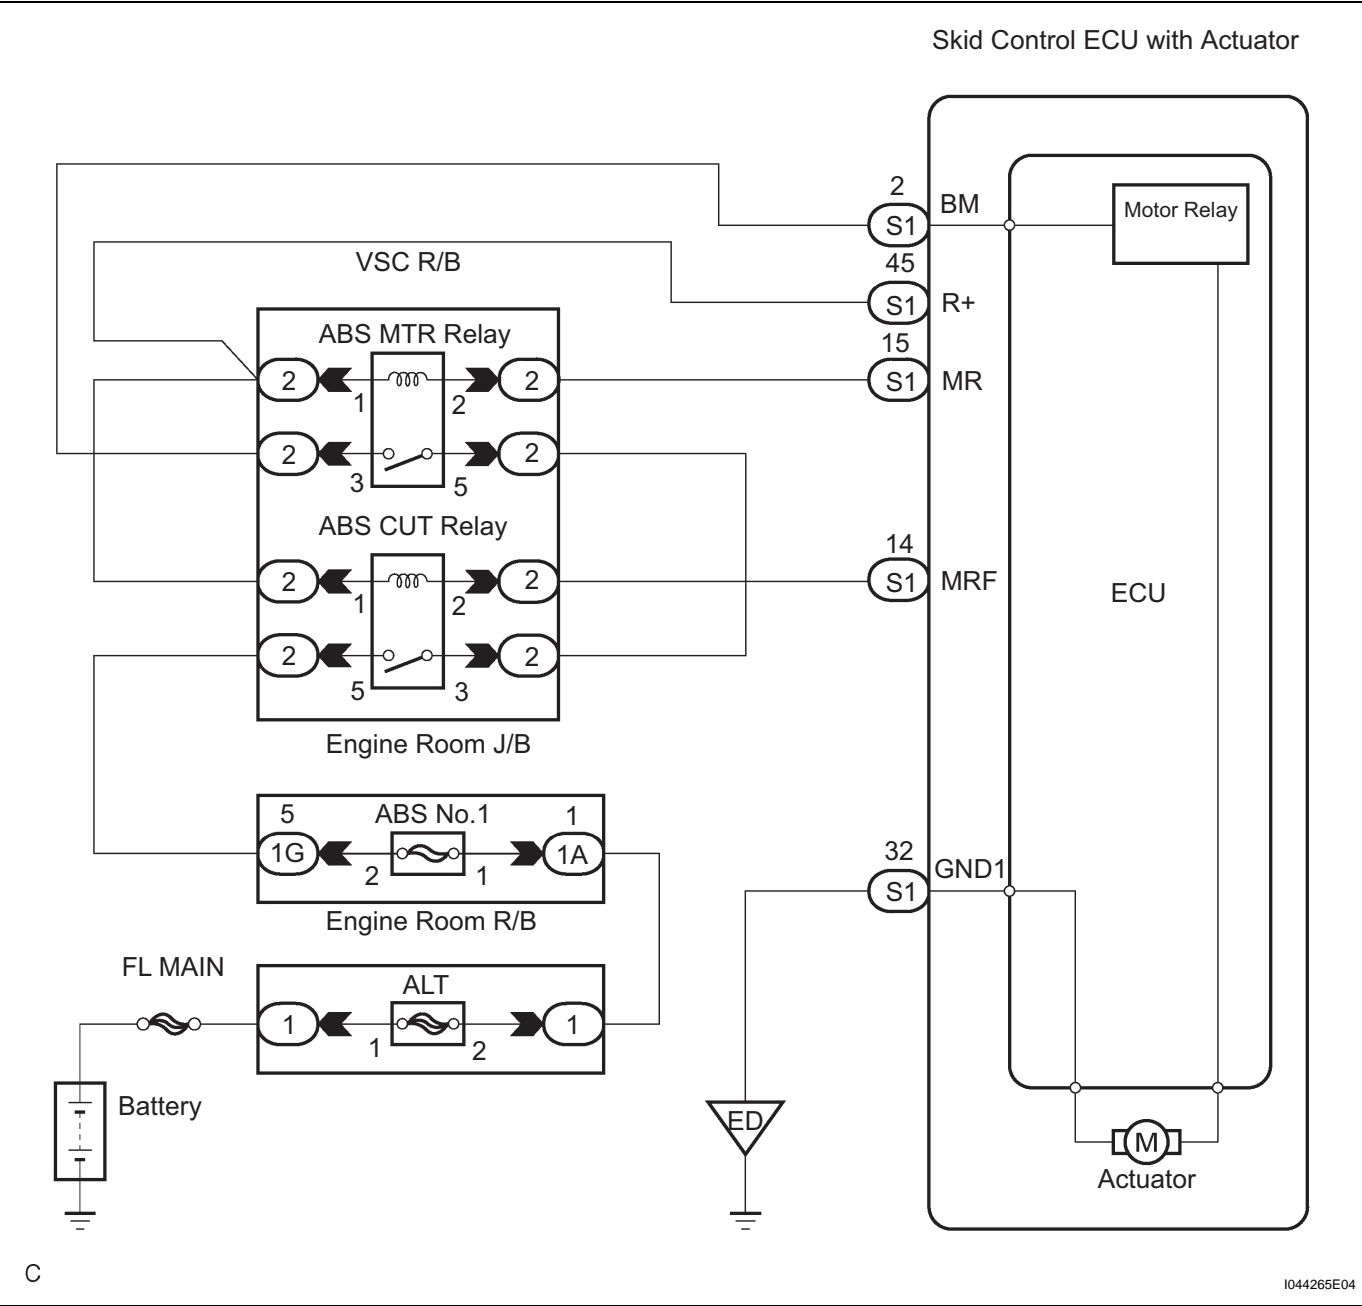 Skid Control ECU with Actuator
2
S1
BM
Motor Relay
45
S1
R+
VSC R/B
15
S1
MR
ABS MTR Relay
2
1
2
2
2
3
5
2
ABS CUT Relay
14
S1
MRF
ECU
2
1
2
2
2
5
3
2
Engine Room J/B
5
ABS No.1
1
1G
2
1
1A
Engine Room R/B
32
S1
GND1
FL MAIN
ALT
1
1
2
1
Battery
ED
M
Actuator
C
I044265E04